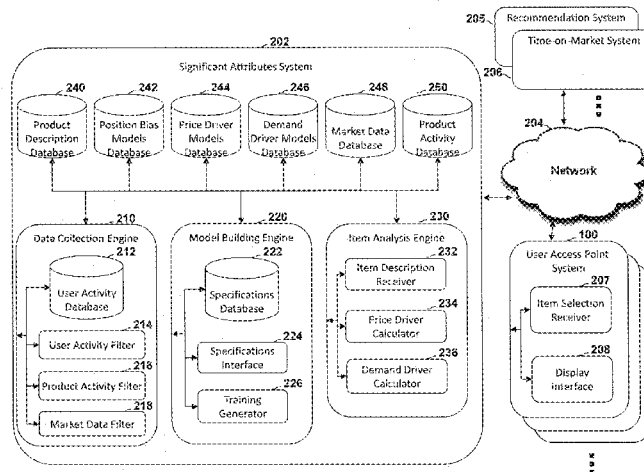 205
Recommendation System
202
Time-on-Market System
206
Significant Attributes System
240
242
244
246
248
250
Product
Description
Database
Position Bias
Models
Database
Price Driver
Models
Database
Demand
Driver Models
Database
Market Data
Database
Product
Activity
Database
204
Network
210
Data Collection Engine
212
User Activity
Database
214
User Activity Filter
216
Product Activity Filter
218
Market Data Filter
220
Model Building Engine
222
Specifications
Database
224
Specifications
Interface
226
Training
Generator
230
Item Analysis Engine
232
Item Description
Receiver
234
Price Driver
Calculator
236
Demand Driver
Calculator
100
User Access Point
System
207
Item Selection
Receiver
208
Display
Interface